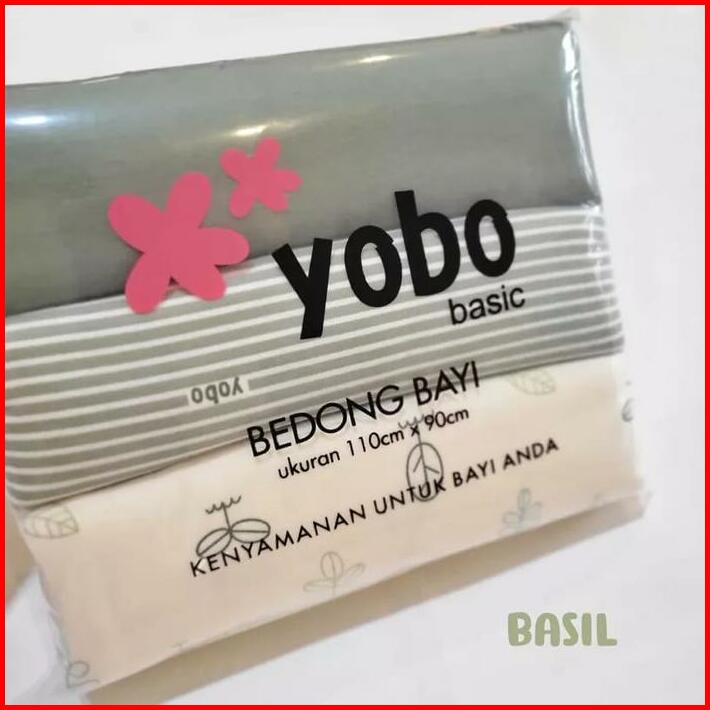 yobo
basic
yobo
BEDONG BAYI
ukuran 110cm x 90cm
KENYAMANAN UNTUK BAYI ANDA
BASIL